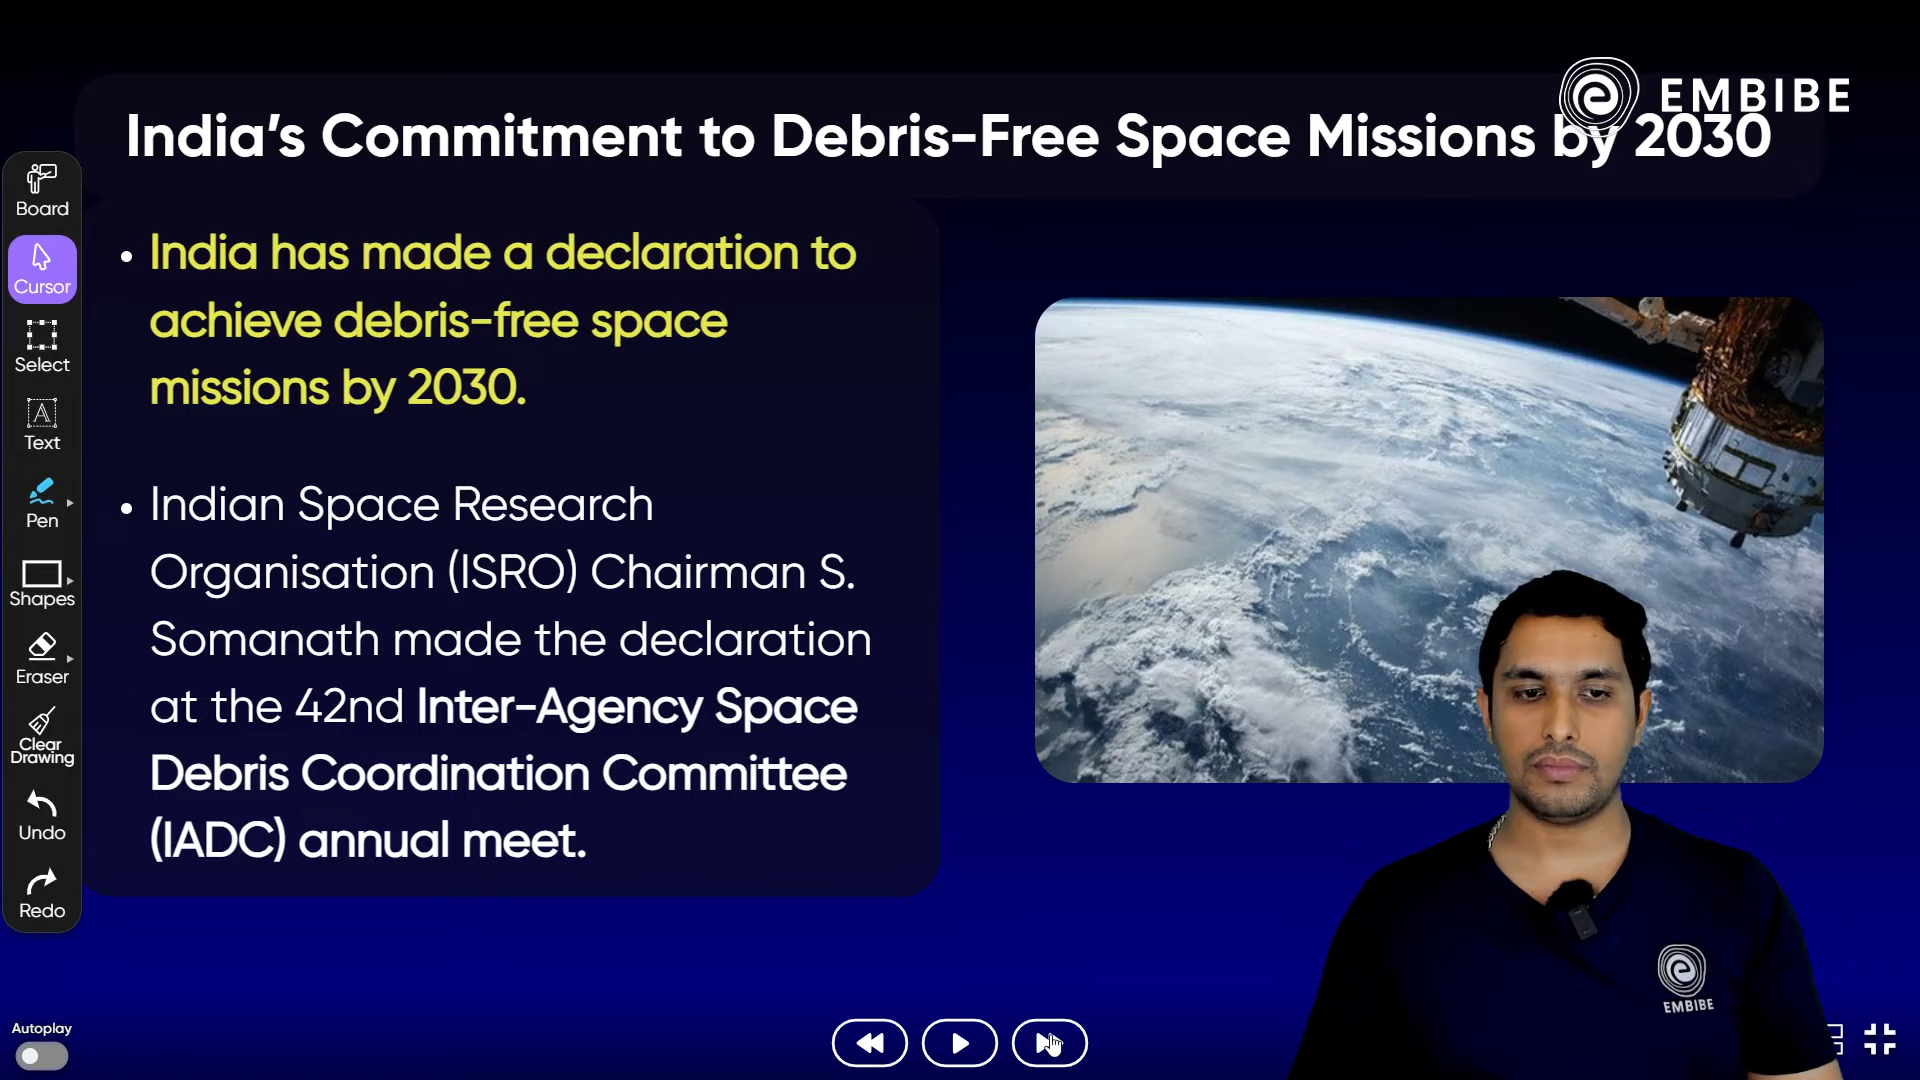 EMBIBE
India's Commitment to Debris-Free Space Missions by 2030
Board
Cursor
Select
Text
Pen
Shapes
Eraser
Clear
Drawing
Undo
Redo
Autoplay
• India has made a declaration to
achieve debris-free space
missions by 2030.
• Indian Space Research
Organisation (ISRO) Chairman S.
Somanath made the declaration
at the 42nd Inter-Agency Space
Debris Coordination Committee
(IADC) annual meet.
EMBIBE